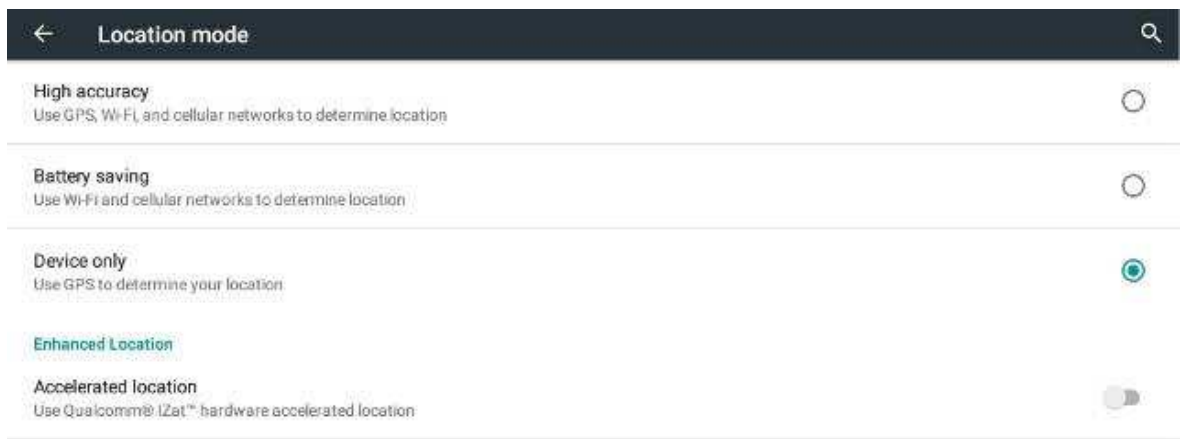 Location mode
High accuracy
Use GPS, Wi-Fi, and cellular networks to determine location
Battery saving
Use Wi-Fi and cellular networks to determine location
Device only
Use GPS to determine your location
Enhanced Location
Accelerated location
Use Qualcomm® IZat™ hardware accelerated location